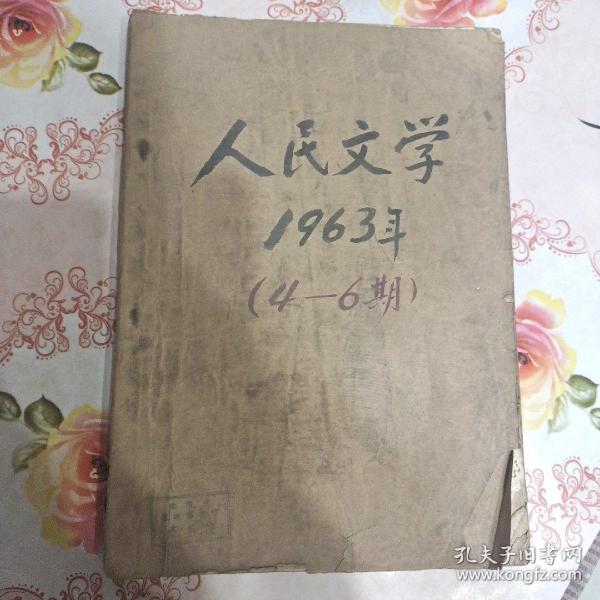 人民文学
1963年
(4—6期)
孔夫子旧书网
www.kongfz.com